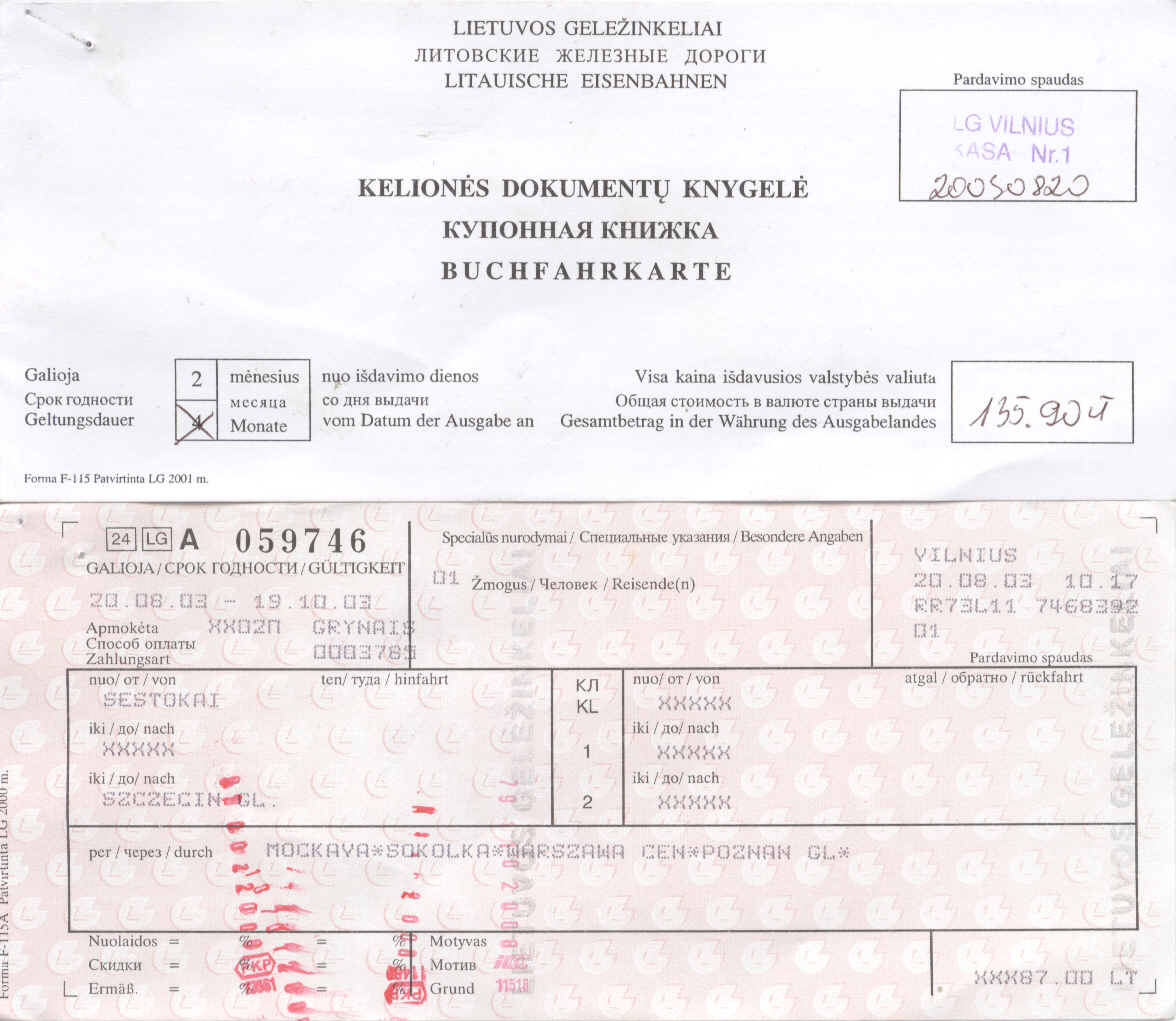 LIETUVOS GELEŽINKELIAI
ЛИТОВСКИЕ ЖЕЛЕЗНЫЕ ДОРОГИ
LITAUISCHE EISENBAHNEN
Pardavimo spaudas
LG VILNIUS
KASA Nr.1
20030820
KELIONĖS DOKUMENTŲ KNYGELĖ
КУПОННАЯ КНИЖКА
BUCHFAHRKARTE
Galioja 2 mėnesius nuo išdavimo dienos
Срок годности месяца со дня выдачи
Geltungsdauer 4 Monate vom Datum der Ausgabe an
Visa kaina išdavusios valstybės valiuta
Общая стоимость в валюте страны выдачи
Gesamtbetrag in der Währung des Ausgabelandes
135.90
Forma F-115 Patvirtinta LG 2001 m.
24 LG A 059746
GALIOJA / СРОК ГОДНОСТИ / GÜLTIGKEIT
20.08.03 - 19.10.03
Apmokėta XX02П GRYNAIS
Способ оплаты
Zahlungsart 0003785
Specialūs nurodymai / Специальные указания / Besondere Angaben
01 Žmogus / Человек / Reisende(n)
VILNIUS
20.08.03 10.17
RR73L11 7468392
01
Pardavimo spaudas
nuo/ от / von ten/ туда / hinfahrt
SESTOKAI
iki / до/ nach
XXXXX
iki / до/ nach
SZCZECIN GL.
КЛ
KL
1
2
nuo/ от / von atgal / обратно / rückfahrt
XXXXX
iki / до/ nach
XXXXX
iki / до/ nach
XXXXX
per / через / durch MOCKAVA*SOKOLKA*WARSZAWA CEN*POZNAN GL*
Nuolaidos = % = % Motyvas
Скидки = % = % Мотив
Ermäß. = % = % Grund
PKP
PKP
11518
XXX87.00 LT
Forma F-115A Patvirtinta LG 2000 m.
LIETUVOS GELEŽINKELIAI